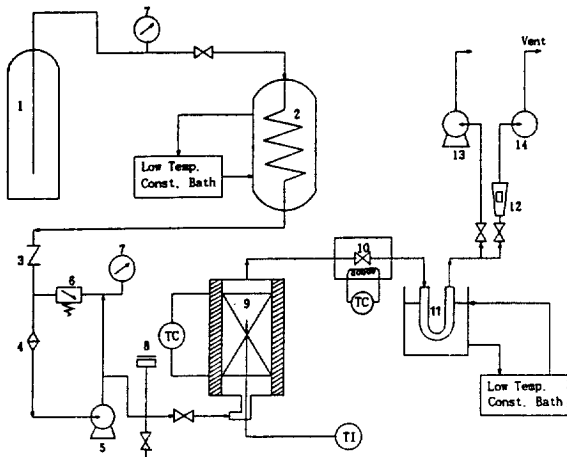 7
Vent
1
2
13
14
Low Temp.
Const. Bath
12
3
7
10
6
TC
11
9
4
TC
8
Low Temp.
Const. Bath
5
TI